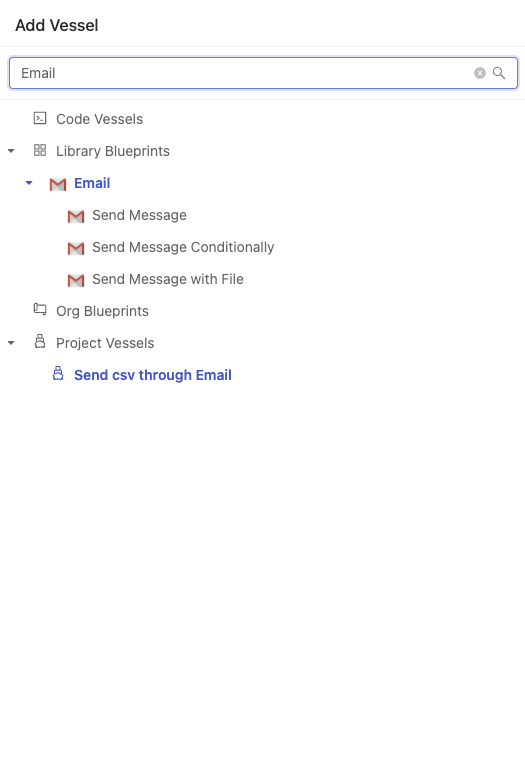 Add Vessel
Email
Code Vessels
Library Blueprints
Email
Send Message
Send Message Conditionally
Send Message with File
Org Blueprints
Project Vessels
Send csv through Email